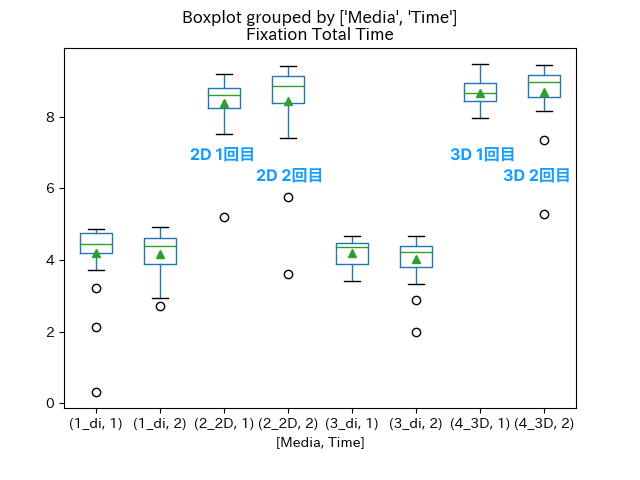 Boxplot grouped by ['Media', 'Time']
Fixation Total Time
8
6
4
2
0
2D 1回目
2D 2回目
3D 1回目
3D 2回目
(1_di, 1) (1_di, 2) (2_2D, 1) (2_2D, 2) (3_di, 1) (3_di, 2) (4_3D, 1) (4_3D, 2)
[Media, Time]